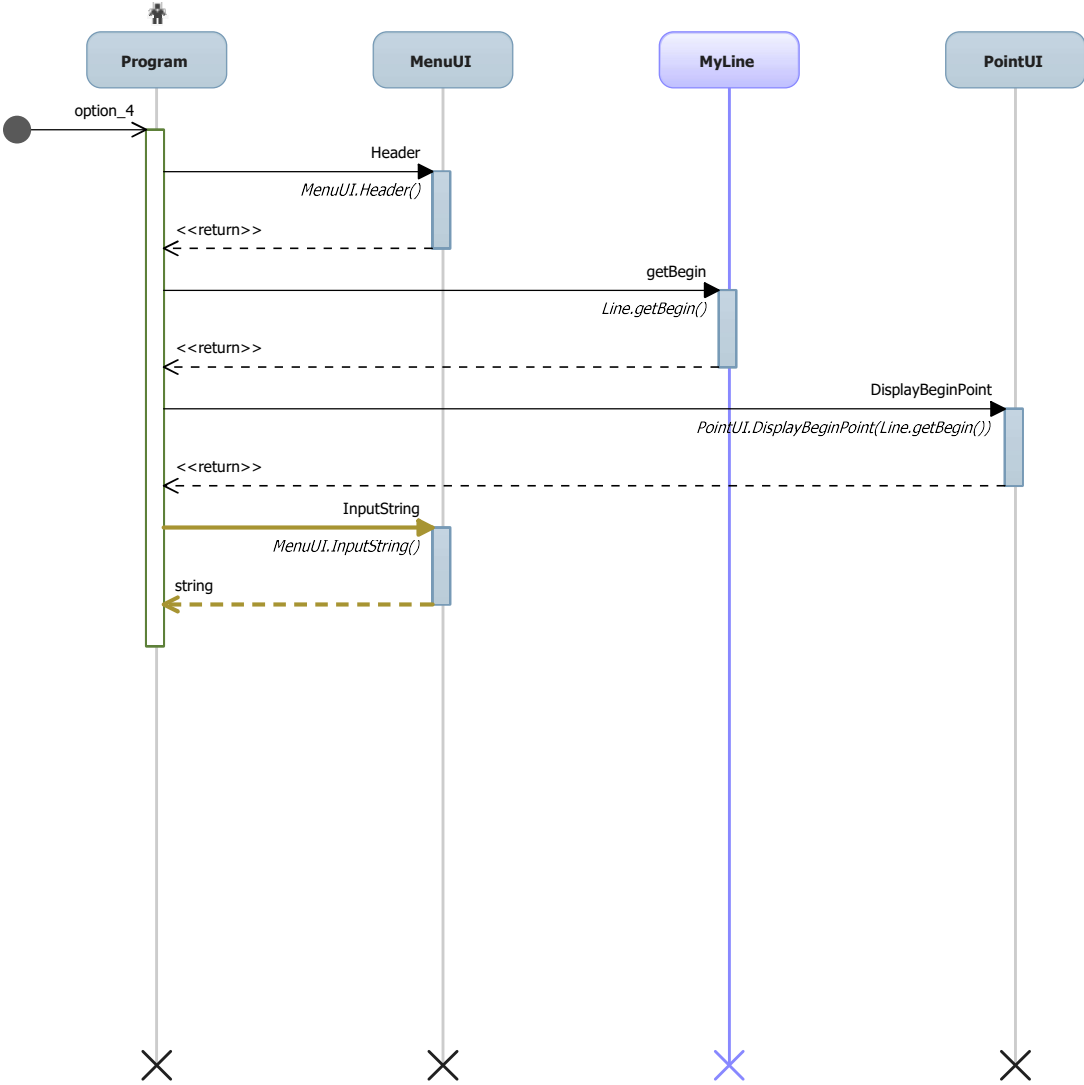 Program
MenuUI
MyLine
PointUI
option_4
Header
MenuUI.Header()
<<return>>
getBegin
Line.getBegin()
<<return>>
DisplayBeginPoint
PointUI.DisplayBeginPoint(Line.getBegin())
<<return>>
InputString
MenuUI.InputString()
string